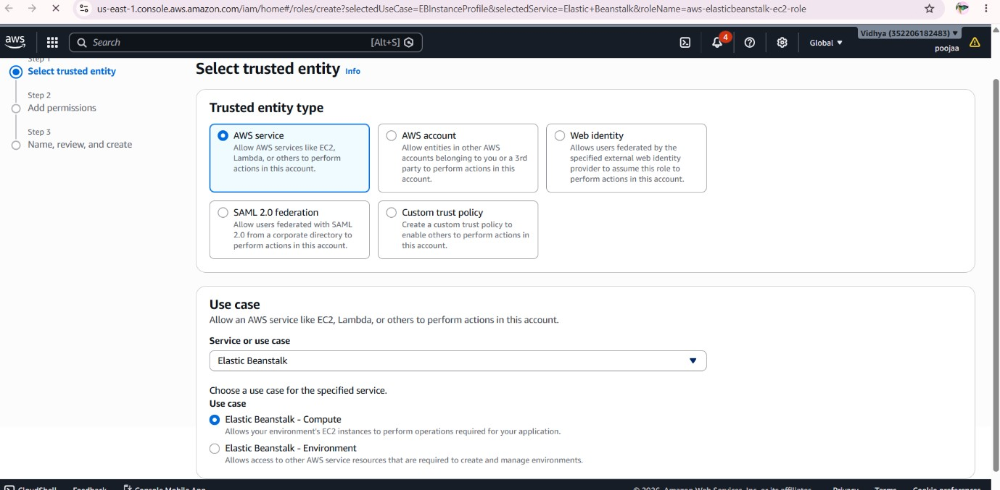 us-east-1.console.aws.amazon.com/iam/home#/roles/create?selectedUseCase=EBInstanceProfile&selectedService=Elastic+Beanstalk&roleName=aws-elasticbeanstalk-ec2-role
aws
Search
[Alt+S]
4
Global
Vidhya (352206182483)
poojaa
Step 1
Select trusted entity
Step 2
Add permissions
Step 3
Name, review, and create
Select trusted entity Info
Trusted entity type
AWS service
Allow AWS services like EC2,
Lambda, or others to perform
actions in this account.
AWS account
Allow entities in other AWS
accounts belonging to you or a 3rd
party to perform actions in this
account.
Web identity
Allows users federated by the
specified external web identity
provider to assume this role to
perform actions in this account.
SAML 2.0 federation
Allow users federated with SAML
2.0 from a corporate directory to
perform actions in this account.
Custom trust policy
Create a custom trust policy to
enable others to perform actions in
this account.
Use case
Allow an AWS service like EC2, Lambda, or others to perform actions in this account.
Service or use case
Elastic Beanstalk
Choose a use case for the specified service.
Use case
Elastic Beanstalk - Compute
Allows your environment's EC2 instances to perform operations required for your application.
Elastic Beanstalk - Environment
Allows access to other AWS service resources that are required to create and manage environments.
CloudShell Feedback Console Mobile App © 2026, Amazon Web Services, Inc. or its affiliates. Privacy Terms Cookie preferences